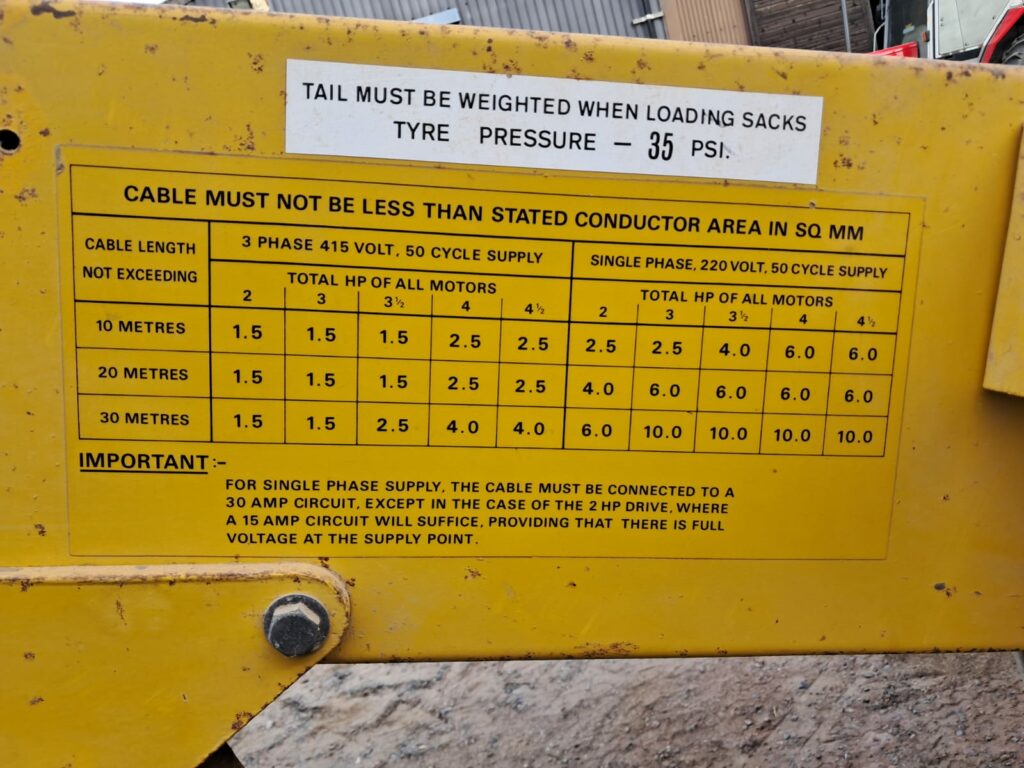 TAIL MUST BE WEIGHTED WHEN LOADING SACKS
TYRE PRESSURE - 35 PSI.
CABLE MUST NOT BE LESS THAN STATED CONDUCTOR AREA IN SQ MM
CABLE LENGTH NOT EXCEEDING
3 PHASE 415 VOLT, 50 CYCLE SUPPLY
SINGLE PHASE, 220 VOLT, 50 CYCLE SUPPLY
TOTAL HP OF ALL MOTORS
TOTAL HP OF ALL MOTORS
2 3 3½ 4 4½ 2 3 3½ 4 4½
10 METRES 1.5 1.5 1.5 2.5 2.5 2.5 2.5 4.0 6.0 6.0
20 METRES 1.5 1.5 1.5 2.5 2.5 4.0 6.0 6.0 6.0 6.0
30 METRES 1.5 1.5 2.5 4.0 4.0 6.0 10.0 10.0 10.0 10.0
IMPORTANT:-
FOR SINGLE PHASE SUPPLY, THE CABLE MUST BE CONNECTED TO A
30 AMP CIRCUIT, EXCEPT IN THE CASE OF THE 2 HP DRIVE, WHERE
A 15 AMP CIRCUIT WILL SUFFICE, PROVIDING THAT THERE IS FULL
VOLTAGE AT THE SUPPLY POINT.